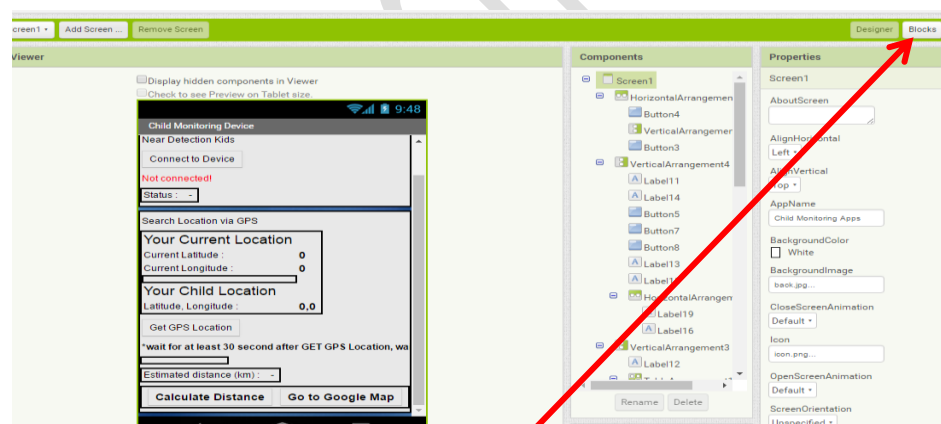 creen1 Add Screen ... Remove Screen Designer Blocks
Viewer
Display hidden components in Viewer
Check to see Preview on Tablet size.
9:48
Child Monitoring Device
Near Detection Kids
Connect to Device
Not connected!
Status : -
Search Location via GPS
Your Current Location
Current Latitude : 0
Current Longitude : 0
Your Child Location
Latitude, Longitude : 0,0
Get GPS Location
*wait for at least 30 second after GET GPS Location, wa
Estimated distance (km) : -
Calculate Distance Go to Google Map
Components
Screen1
HorizontalArrangemen
Button4
VerticalArrangemer
Button3
VerticalArrangement4
Label11
Label14
Button5
Button7
Button8
Label13
HorizontalArrangen
Label19
Label16
VerticalArrangement3
Label12
Rename Delete
Properties
Screen1
AboutScreen
AlignHorizontal
Left
AlignVertical
Top
AppName
Child Monitoring Apps
BackgroundColor
White
BackgroundImage
back.jpg...
CloseScreenAnimation
Default
Icon
icon.png...
OpenScreenAnimation
Default
ScreenOrientation
Unspecified